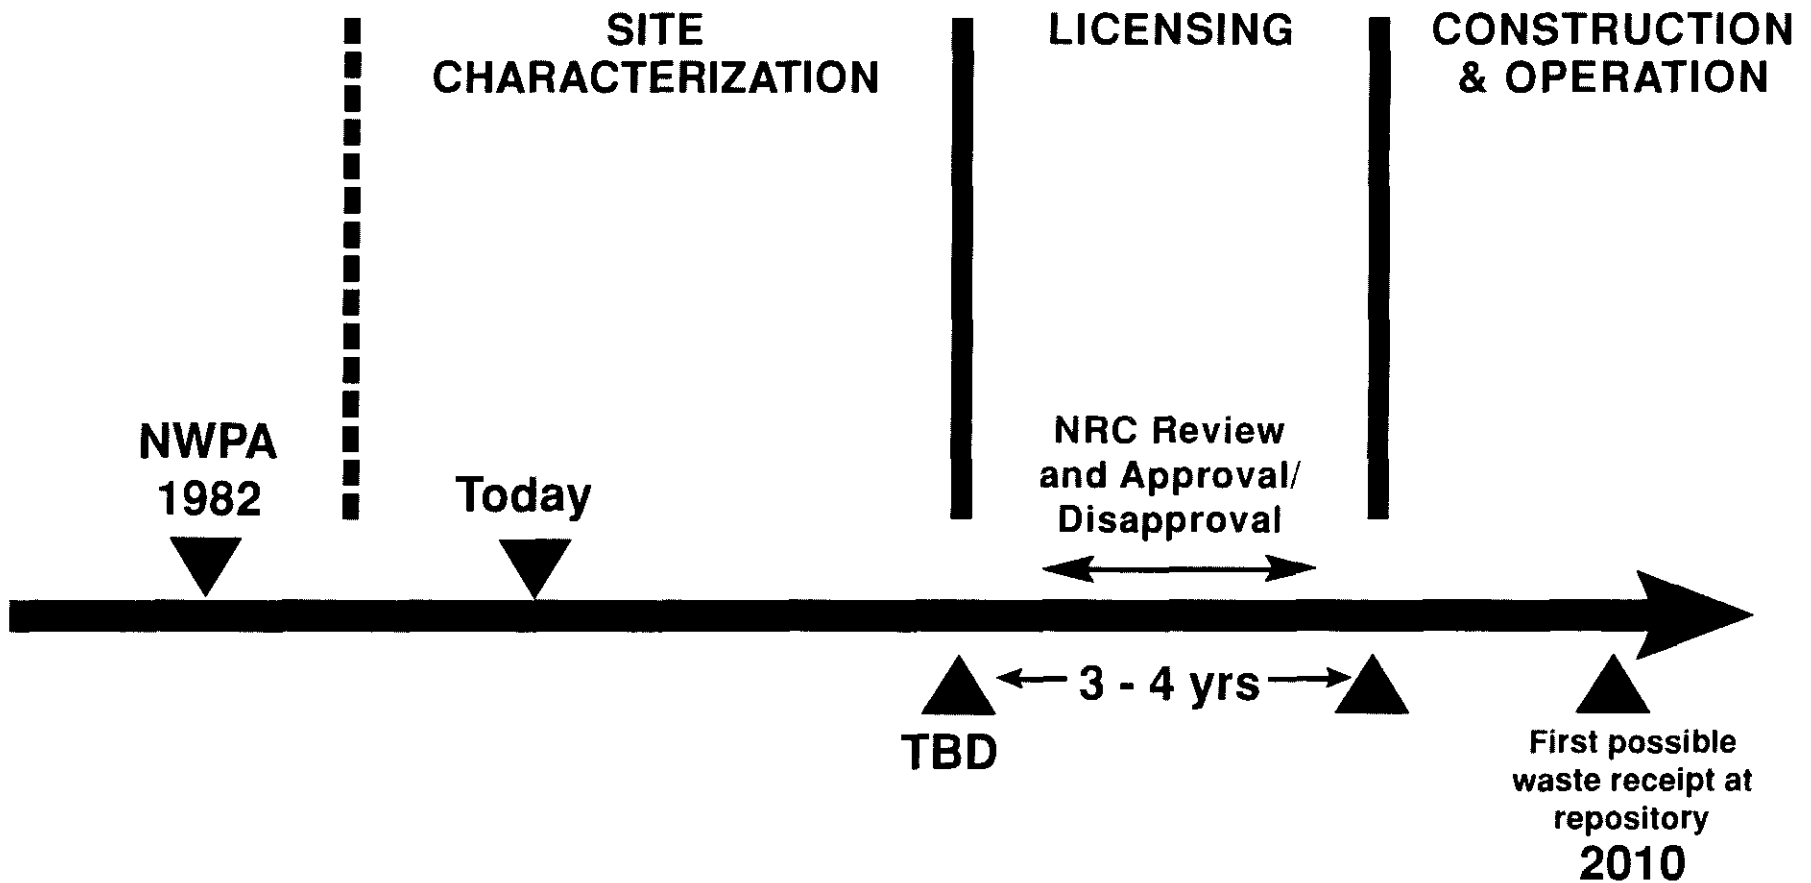 SITE
CHARACTERIZATION
LICENSING
CONSTRUCTION
& OPERATION
NWPA
1982
Today
NRC Review
and Approval/
Disapproval
3 - 4 yrs
TBD
First possible
waste receipt at
repository
2010